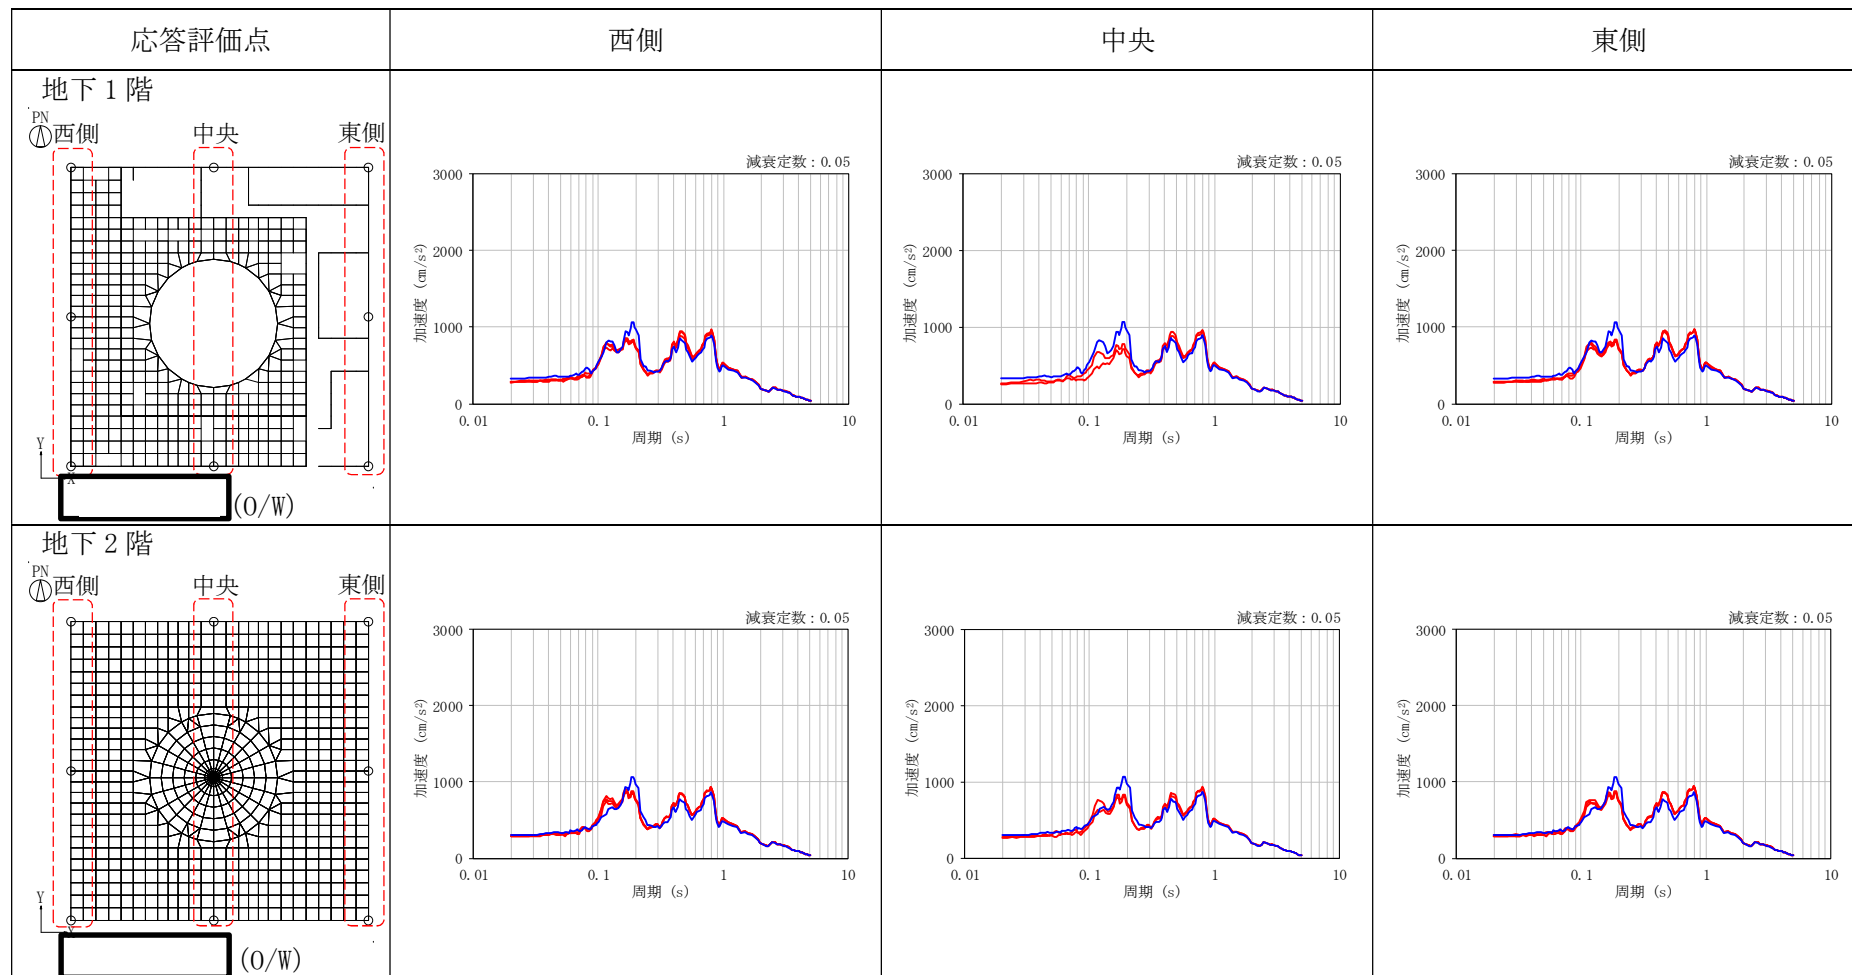 応答評価点
西側
中央
東側
地下1階
PN
西側
中央
東側
Y
X
(O/W)
減衰定数:0.05
3000
2000
1000
0
加速度 (cm/s²)
0.01
0.1
1
10
周期 (s)
減衰定数:0.05
3000
2000
1000
0
加速度 (cm/s²)
0.01
0.1
1
10
周期 (s)
減衰定数:0.05
3000
2000
1000
0
加速度 (cm/s²)
0.01
0.1
1
10
周期 (s)
地下2階
PN
西側
中央
東側
Y
X
(O/W)
減衰定数:0.05
3000
2000
1000
0
加速度 (cm/s²)
0.01
0.1
1
10
周期 (s)
減衰定数:0.05
3000
2000
1000
0
加速度 (cm/s²)
0.01
0.1
1
10
周期 (s)
減衰定数:0.05
3000
2000
1000
0
加速度 (cm/s²)
0.01
0.1
1
10
周期 (s)